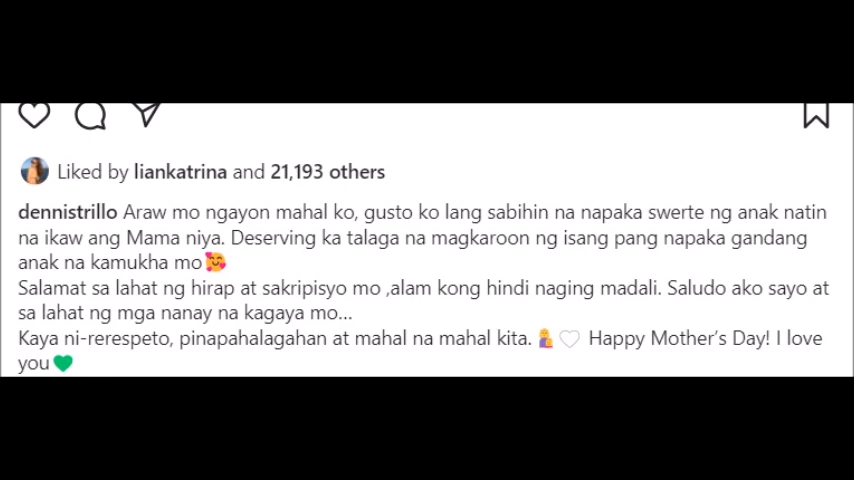 Liked by liankatrina and 21,193 others
dennistrillo Araw mo ngayon mahal ko, gusto ko lang sabihin na napaka swerte ng anak natin
na ikaw ang Mama niya. Deserving ka talaga na magkaroon ng isang pang napaka gandang
anak na kamukha mo🥰
Salamat sa lahat ng hirap at sakripisyo mo ,alam kong hindi naging madali. Saludo ako sayo at
sa lahat ng mga nanay na kagaya mo...
Kaya ni-rerespeto, pinapahalagahan at mahal na mahal kita.🤱🤍 Happy Mother's Day! I love
you💚